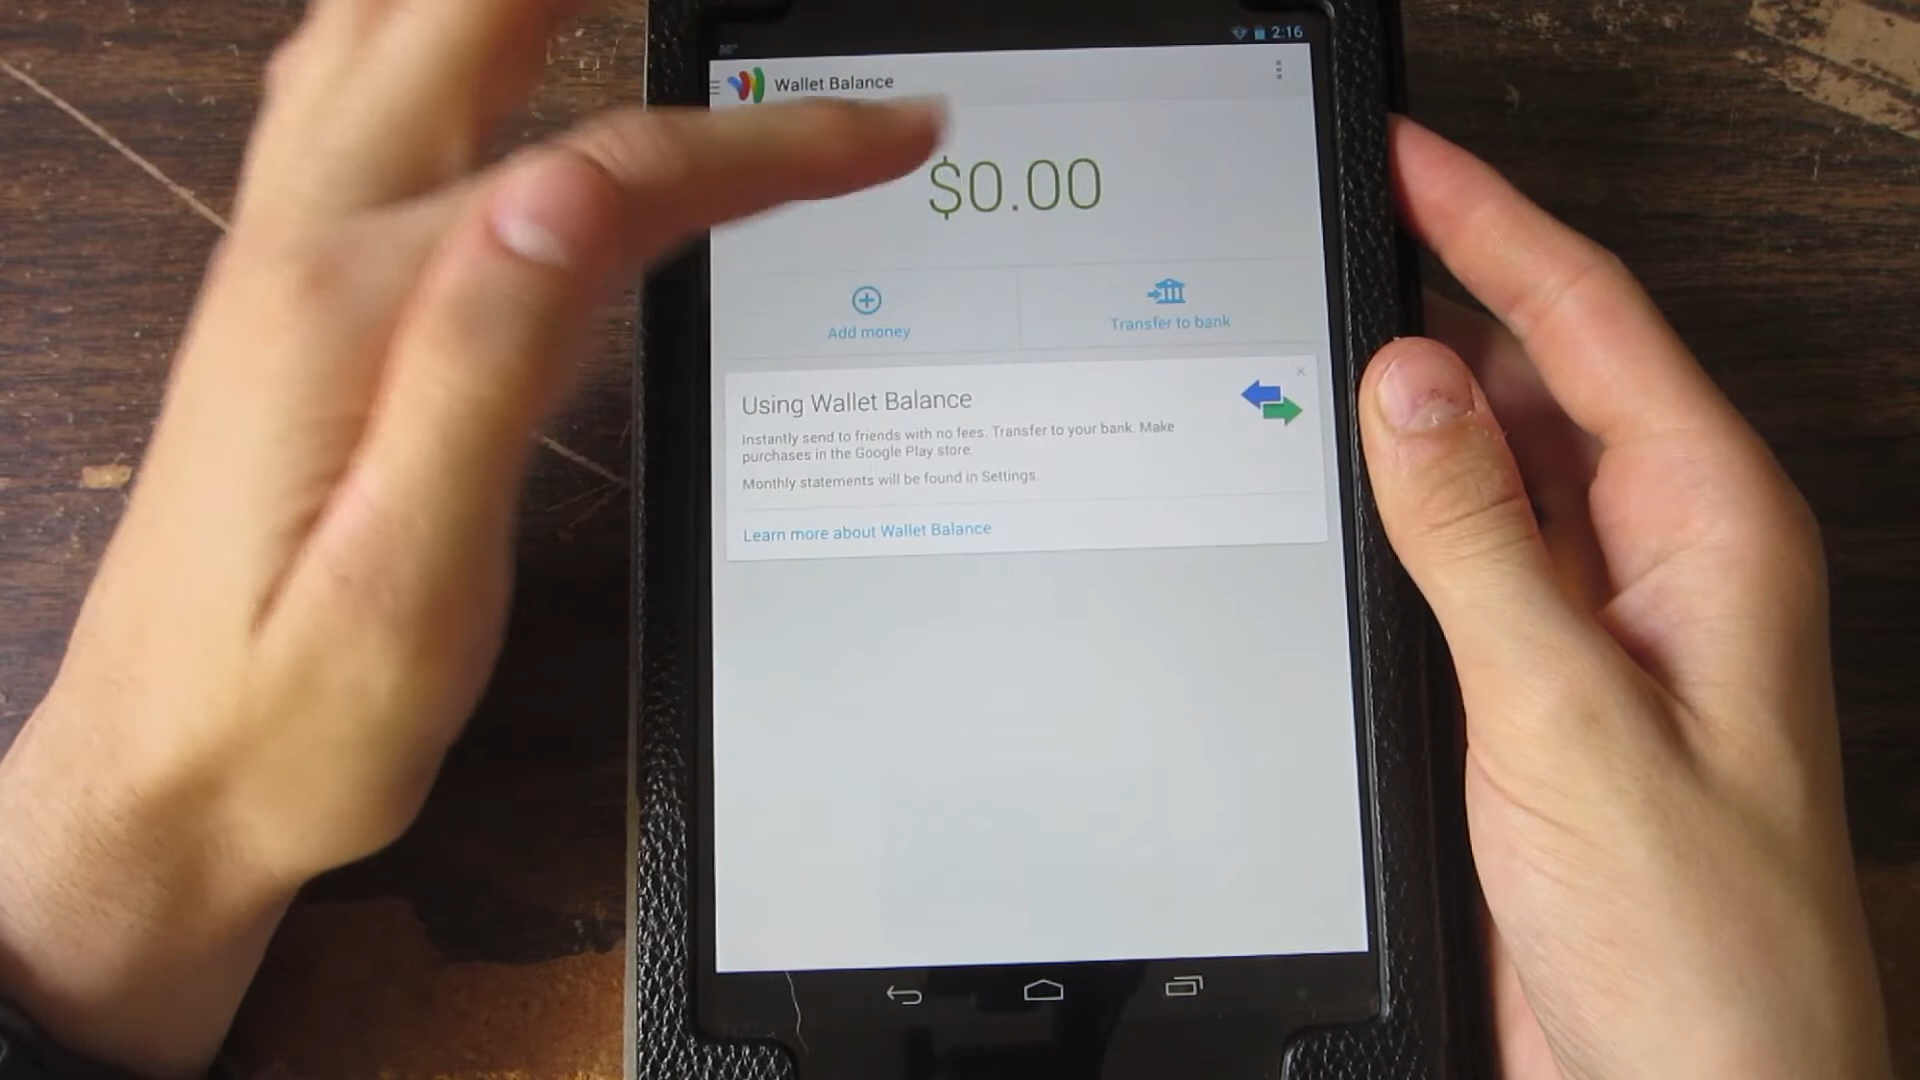 2:16
Wallet Balance
$0.00
Add money
Transfer to bank
Using Wallet Balance
Instantly send to friends with no fees. Transfer to your bank. Make
purchases in the Google Play store.
Monthly statements will be found in Settings.
Learn more about Wallet Balance